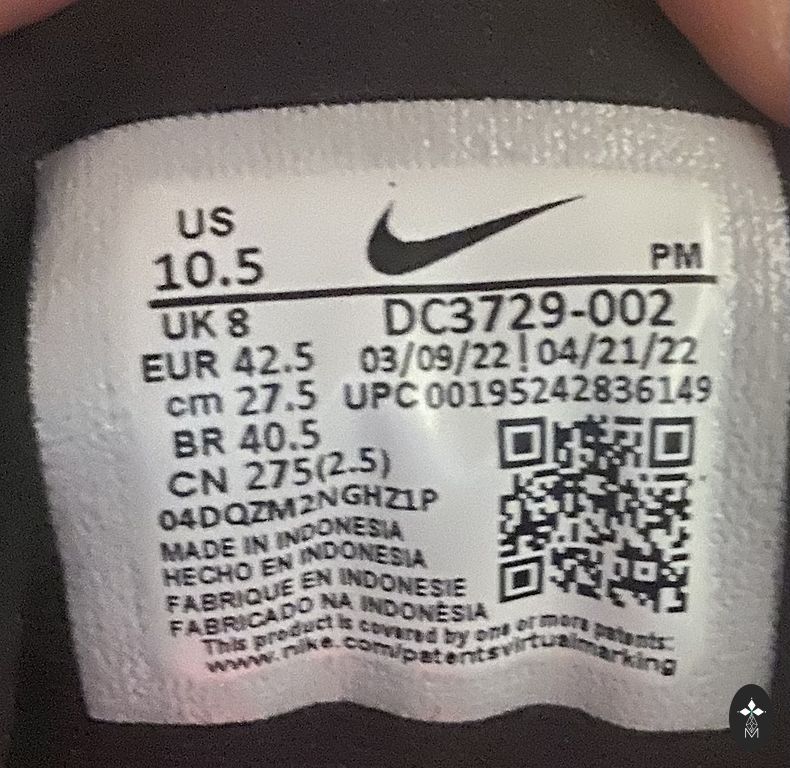 US
10.5
PM
UK 8
DC3729-002
EUR 42.5
03/09/22 | 04/21/22
cm 27.5
UPC 00195242836149
BR 40.5
CN 275(2.5)
04DQZM2NGHZ1P
MADE IN INDONESIA
HECHO EN INDONESIA
FABRIQUE EN INDONESIE
FABRICADO NA INDONÉSIA
This product is covered by one or more patents:
www.nike.com/patentsvirtualmarking
M